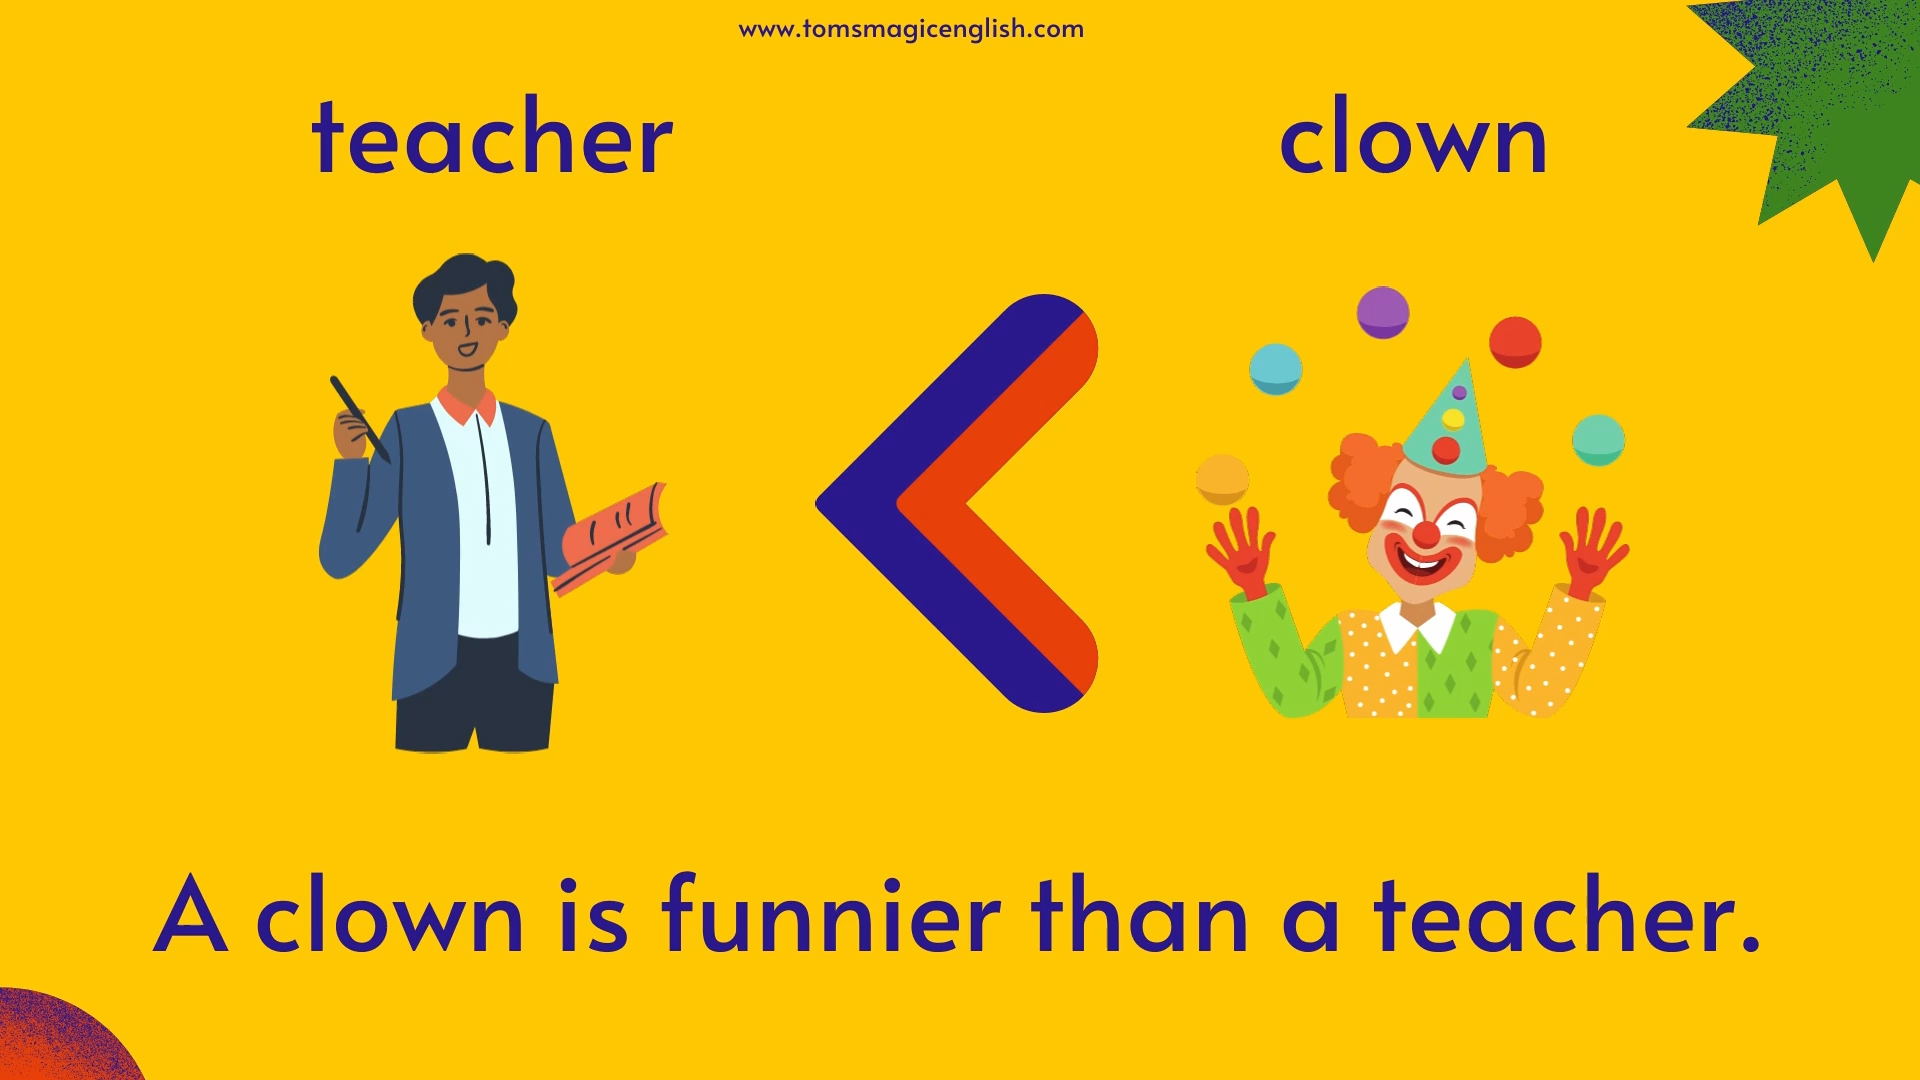 www.tomsmagicenglish.com
teacher
clown
A clown is funnier than a teacher.